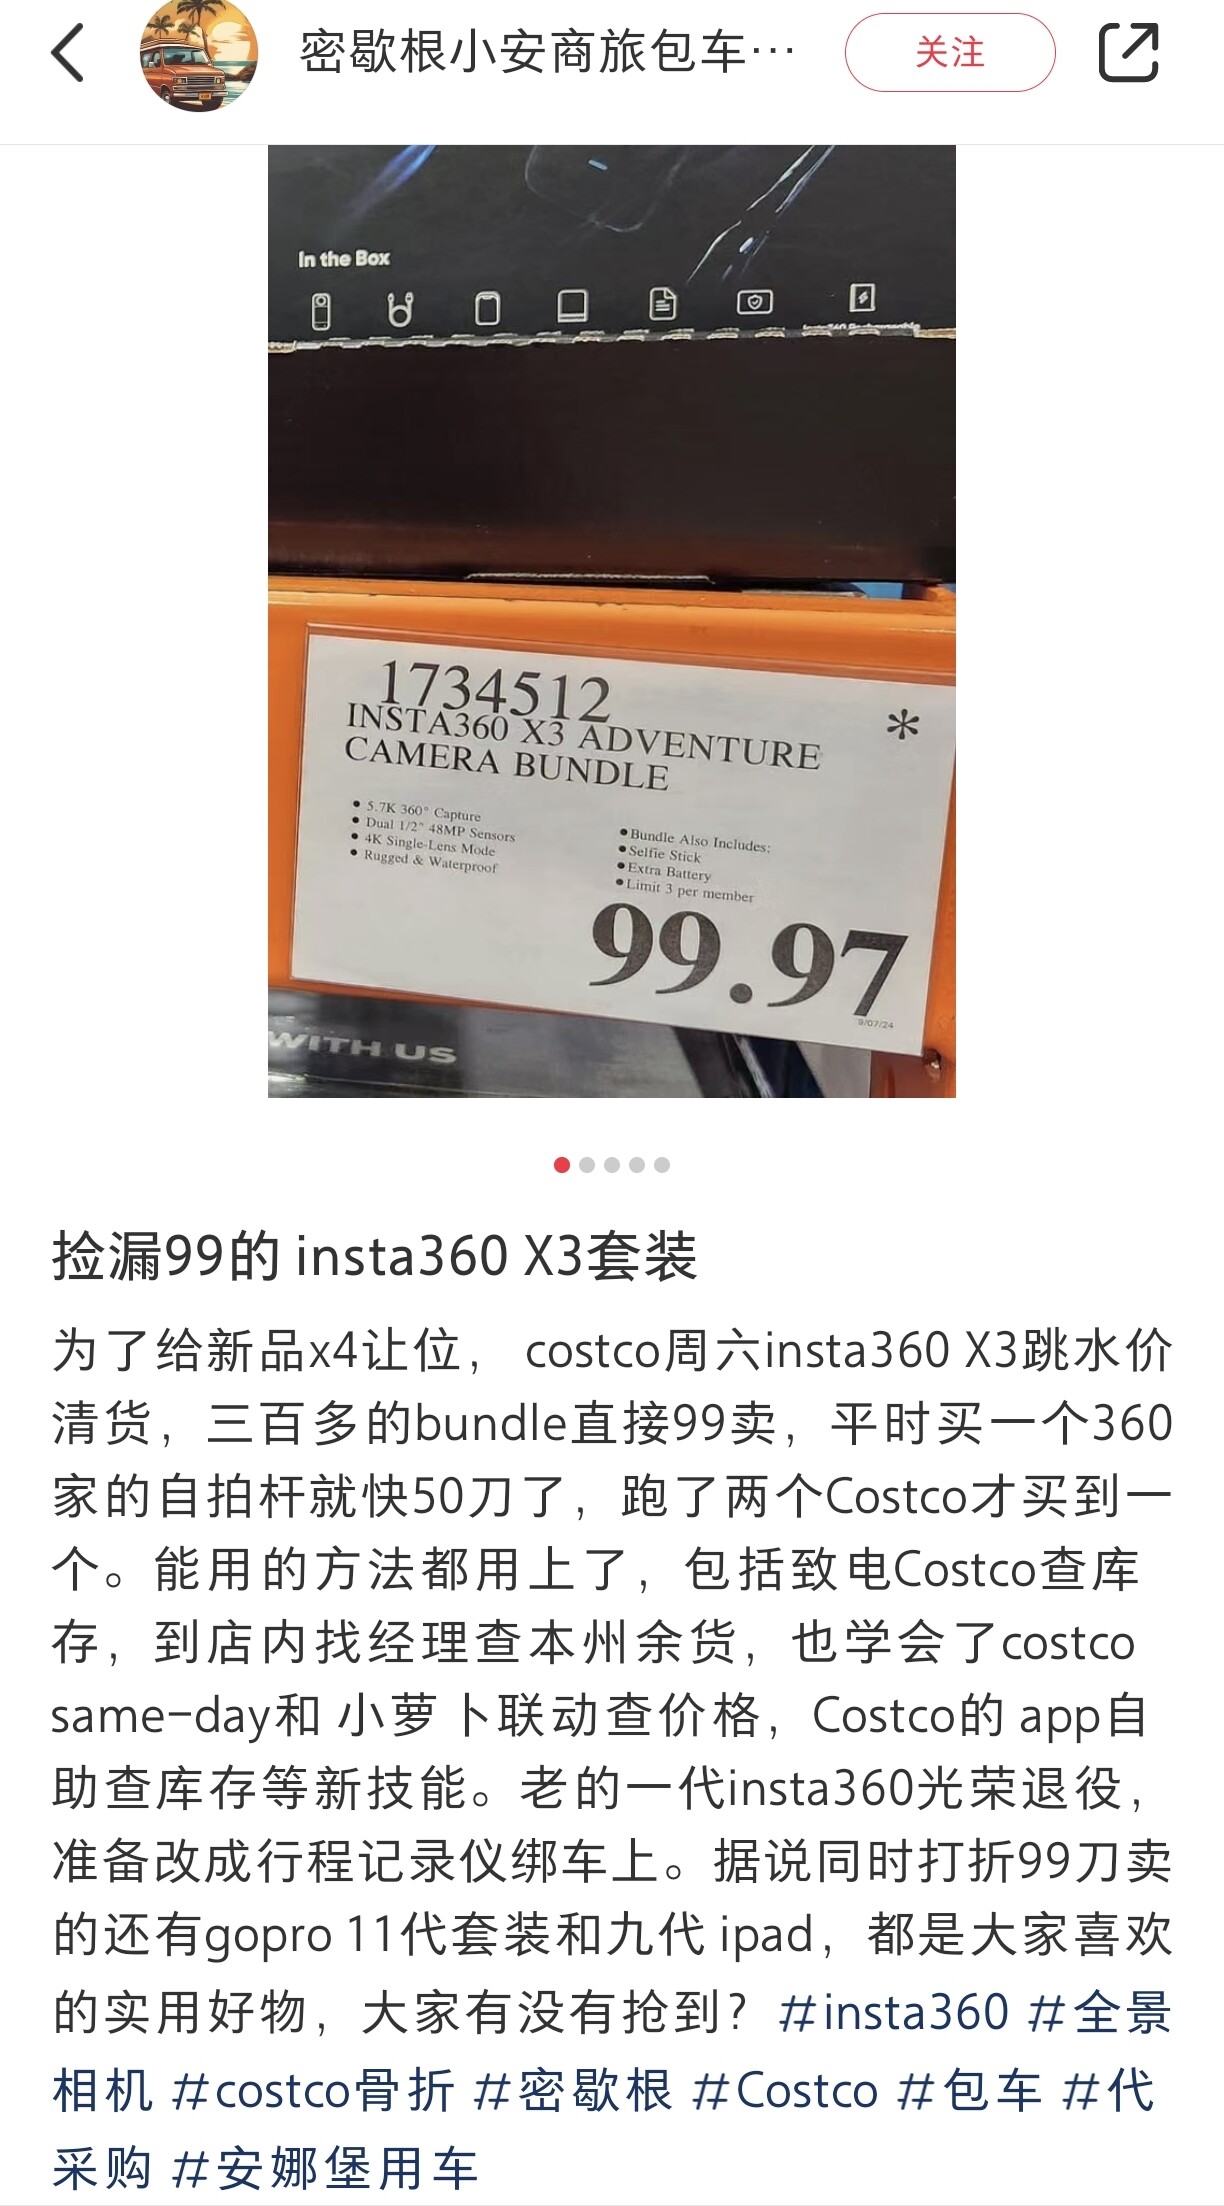 密歇根小安商旅包车…
关注
In the Box
1734512
INSTA360 X3 ADVENTURE
CAMERA BUNDLE
*
• 5.7K 360° Capture
• Dual 1/2" 48MP Sensors
• 4K Single-Lens Mode
• Rugged & Waterproof
• Bundle Also Includes:
• Selfie Stick
• Extra Battery
• Limit 3 per member
99.97
9/07/24
WITH US
捡漏99的 insta360 X3套装
为了给新品x4让位， costco周六insta360 X3跳水价
清货，三百多的bundle直接99卖，平时买一个360
家的自拍杆就快50刀了，跑了两个Costco才买到一
个。能用的方法都用上了，包括致电Costco查库
存，到店内找经理查本州余货，也学会了costco
same-day和 小萝卜联动查价格，Costco的 app自
助查库存等新技能。老的一代insta360光荣退役，
准备改成行程记录仪绑车上。据说同时打折99刀卖
的还有gopro 11代套装和九代 ipad，都是大家喜欢
的实用好物，大家有没有抢到？#insta360 #全景
相机 #costco骨折 #密歇根 #Costco #包车 #代
采购 #安娜堡用车